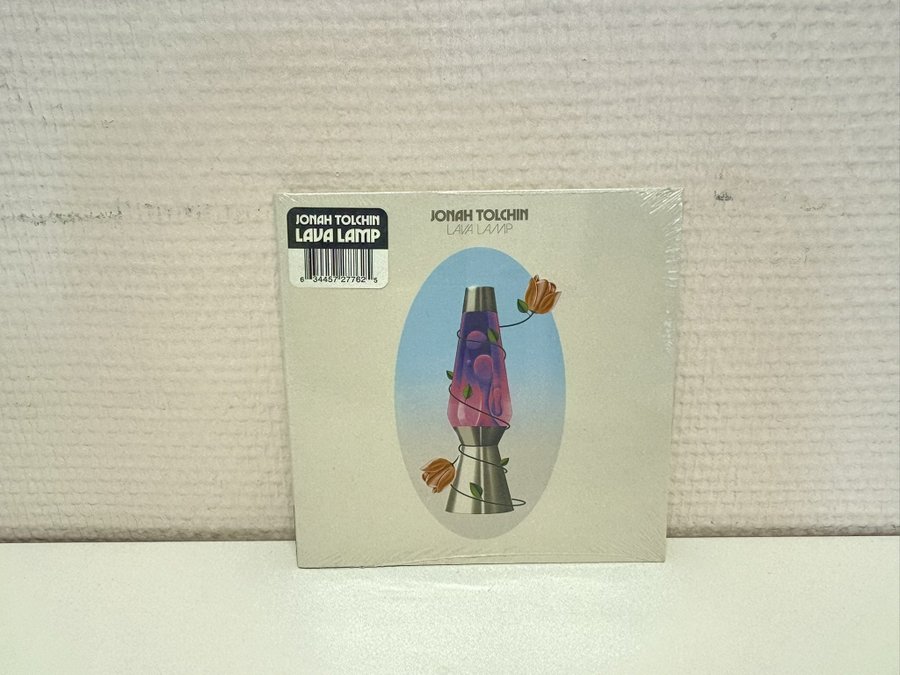 JONAH TOLCHIN
LAVA LAMP
6 34457 27762 5
JONAH TOLCHIN
LAVA LAMP